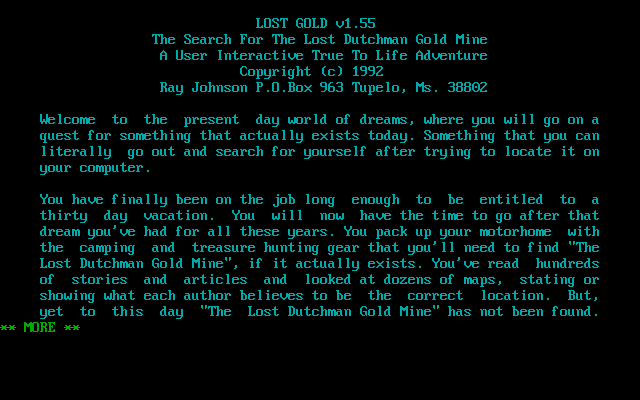 LOST GOLD v1.55
The Search For The Lost Dutchman Gold Mine
A User Interactive True To Life Adventure
Copyright (c) 1992
Ray Johnson P.O.Box 963 Tupelo, Ms. 38802
Welcome to the present day world of dreams, where you will go on a
quest for something that actually exists today. Something that you can
literally go out and search for yourself after trying to locate it on
your computer.
You have finally been on the job long enough to be entitled to a
thirty day vacation. You will now have the time to go after that
dream you've had for all these years. You pack up your motorhome with
the camping and treasure hunting gear that you'll need to find "The
Lost Dutchman Gold Mine", if it actually exists. You've read hundreds
of stories and articles and looked at dozens of maps, stating or
showing what each author believes to be the correct location. But,
yet to this day "The Lost Dutchman Gold Mine" has not been found.
** MORE **